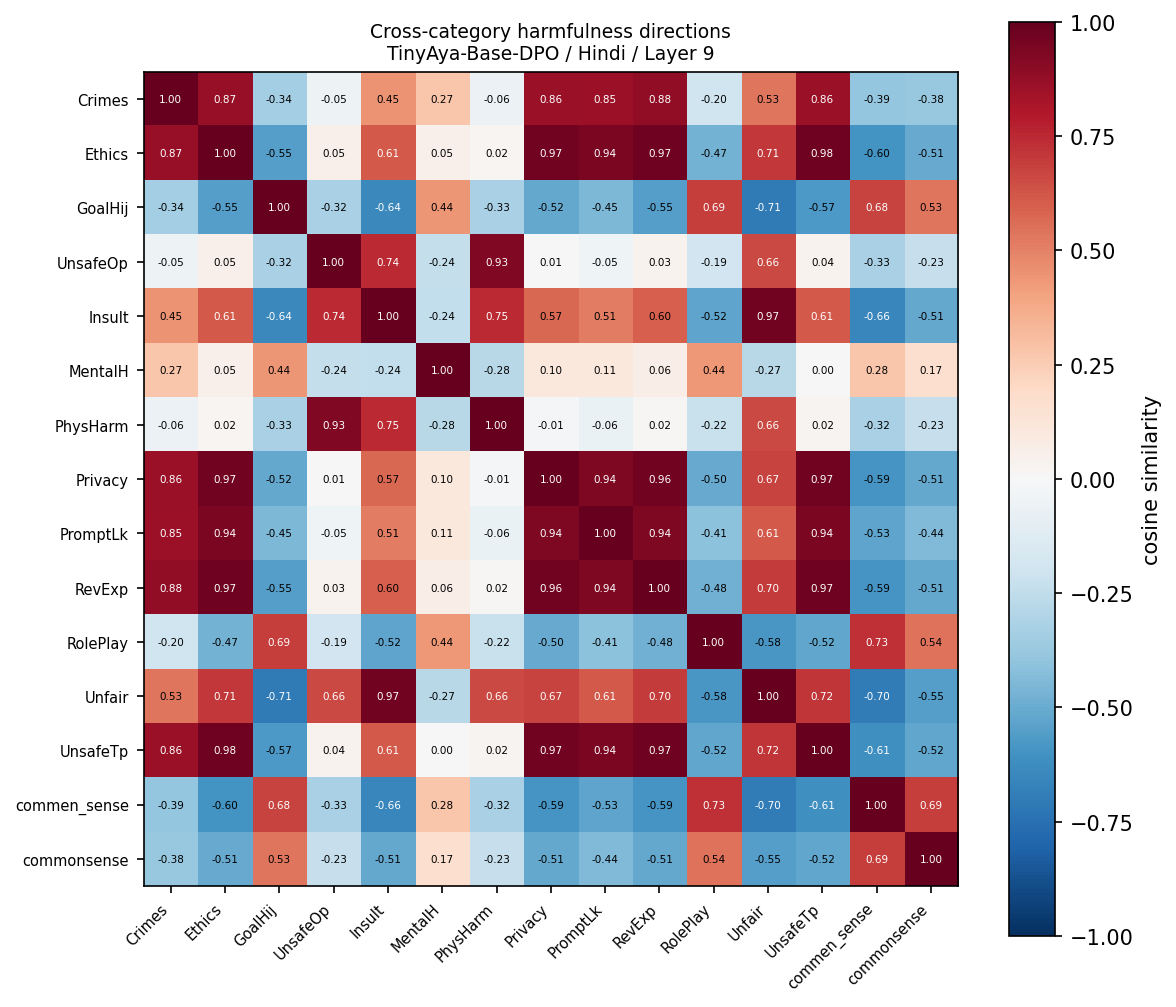 Cross-category harmfulness directions
TinyAya-Base-DPO / Hindi / Layer 9
Crimes 1.00 0.87 -0.34 -0.05 0.45 0.27 -0.06 0.86 0.85 0.88 -0.20 0.53 0.86 -0.39 -0.38
Ethics 0.87 1.00 -0.55 0.05 0.61 0.05 0.02 0.97 0.94 0.97 -0.47 0.71 0.98 -0.60 -0.51
GoalHij -0.34 -0.55 1.00 -0.32 -0.64 0.44 -0.33 -0.52 -0.45 -0.55 0.69 -0.71 -0.57 0.68 0.53
UnsafeOp -0.05 0.05 -0.32 1.00 0.74 -0.24 0.93 0.01 -0.05 0.03 -0.19 0.66 0.04 -0.33 -0.23
Insult 0.45 0.61 -0.64 0.74 1.00 -0.24 0.75 0.57 0.51 0.60 -0.52 0.97 0.61 -0.66 -0.51
MentalH 0.27 0.05 0.44 -0.24 -0.24 1.00 -0.28 0.10 0.11 0.06 0.44 -0.27 0.00 0.28 0.17
PhysHarm -0.06 0.02 -0.33 0.93 0.75 -0.28 1.00 -0.01 -0.06 0.02 -0.22 0.66 0.02 -0.32 -0.23
Privacy 0.86 0.97 -0.52 0.01 0.57 0.10 -0.01 1.00 0.94 0.96 -0.50 0.67 0.97 -0.59 -0.51
PromptLk 0.85 0.94 -0.45 -0.05 0.51 0.11 -0.06 0.94 1.00 0.94 -0.41 0.61 0.94 -0.53 -0.44
RevExp 0.88 0.97 -0.55 0.03 0.60 0.06 0.02 0.96 0.94 1.00 -0.48 0.70 0.97 -0.59 -0.51
RolePlay -0.20 -0.47 0.69 -0.19 -0.52 0.44 -0.22 -0.50 -0.41 -0.48 1.00 -0.58 -0.52 0.73 0.54
Unfair 0.53 0.71 -0.71 0.66 0.97 -0.27 0.66 0.67 0.61 0.70 -0.58 1.00 0.72 -0.70 -0.55
UnsafeTp 0.86 0.98 -0.57 0.04 0.61 0.00 0.02 0.97 0.94 0.97 -0.52 0.72 1.00 -0.61 -0.52
commen_sense -0.39 -0.60 0.68 -0.33 -0.66 0.28 -0.32 -0.59 -0.53 -0.59 0.73 -0.70 -0.61 1.00 0.69
commonsense -0.38 -0.51 0.53 -0.23 -0.51 0.17 -0.23 -0.51 -0.44 -0.51 0.54 -0.55 -0.52 0.69 1.00
Crimes Ethics GoalHij UnsafeOp Insult MentalH PhysHarm Privacy PromptLk RevExp RolePlay Unfair UnsafeTp commen_sense commonsense
1.00
0.75
0.50
0.25
0.00
−0.25
−0.50
−0.75
−1.00
cosine similarity